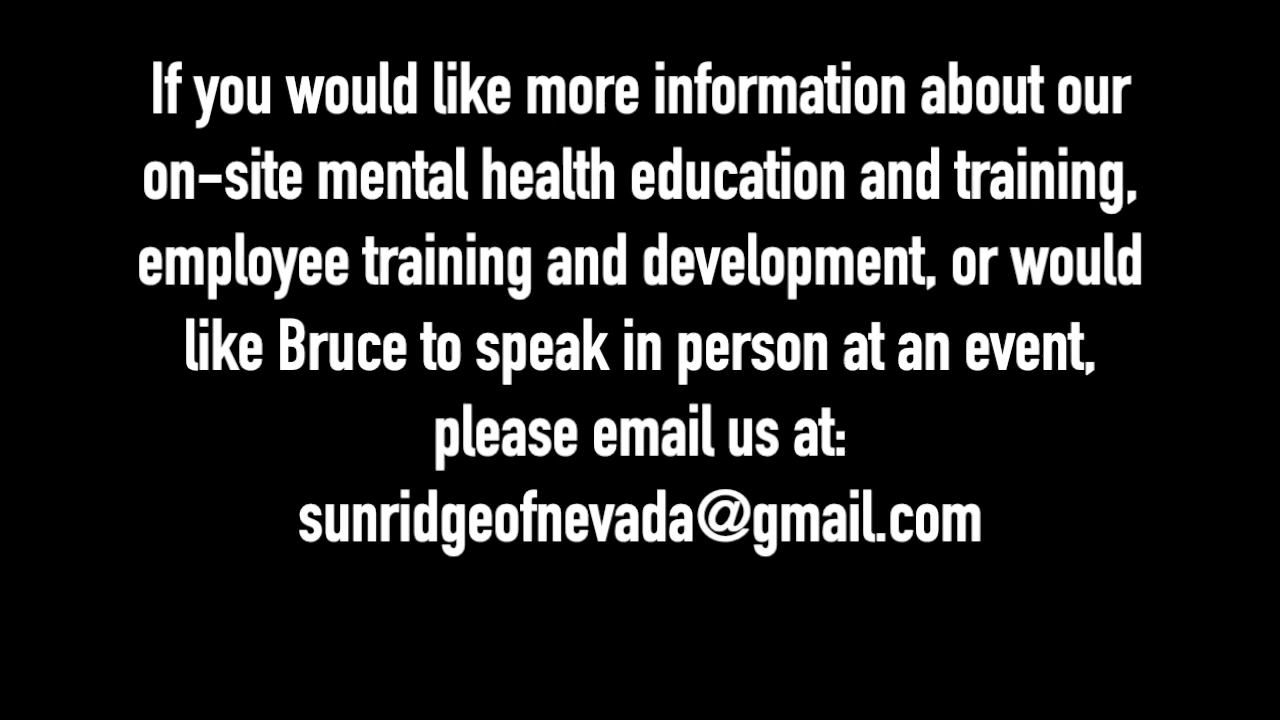 If you would like more information about our
on-site mental health education and training,
employee training and development, or would
like Bruce to speak in person at an event,
please email us at:
sunridgeofnevada@gmail.com